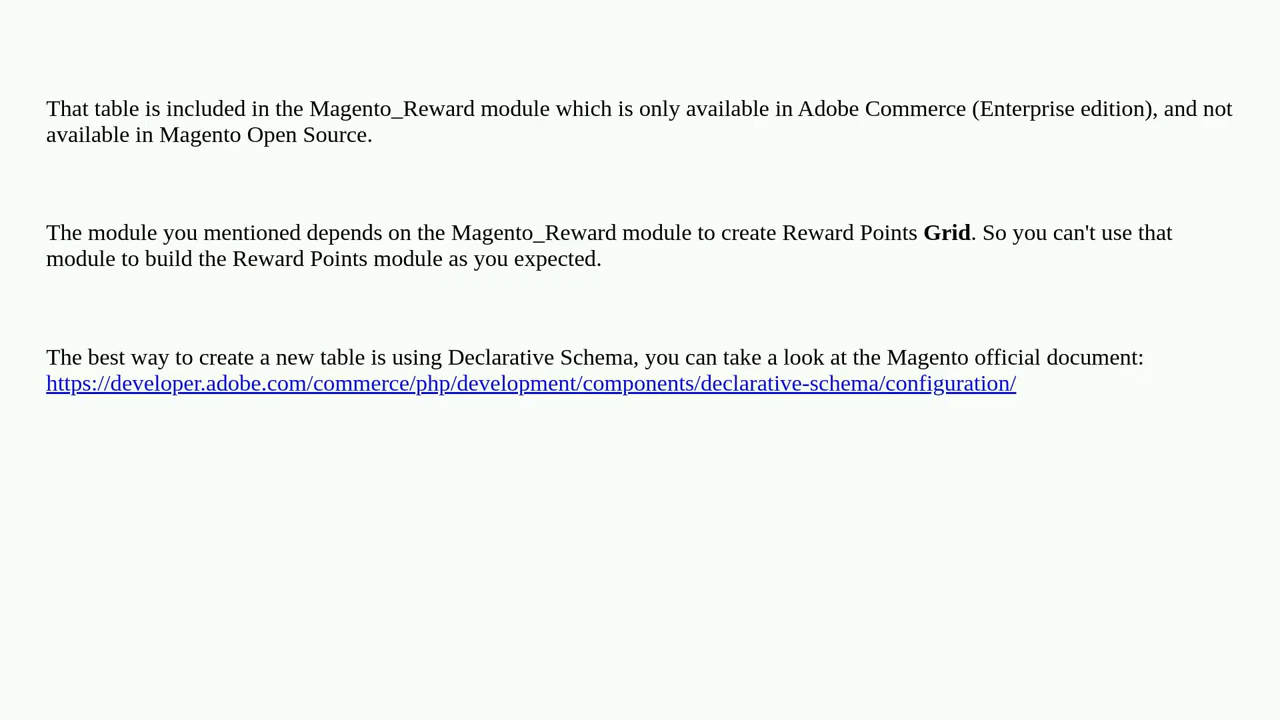 That table is included in the Magento_Reward module which is only available in Adobe Commerce (Enterprise edition), and not
available in Magento Open Source.
The module you mentioned depends on the Magento_Reward module to create Reward Points Grid. So you can't use that
module to build the Reward Points module as you expected.
The best way to create a new table is using Declarative Schema, you can take a look at the Magento official document:
https://developer.adobe.com/commerce/php/development/components/declarative-schema/configuration/